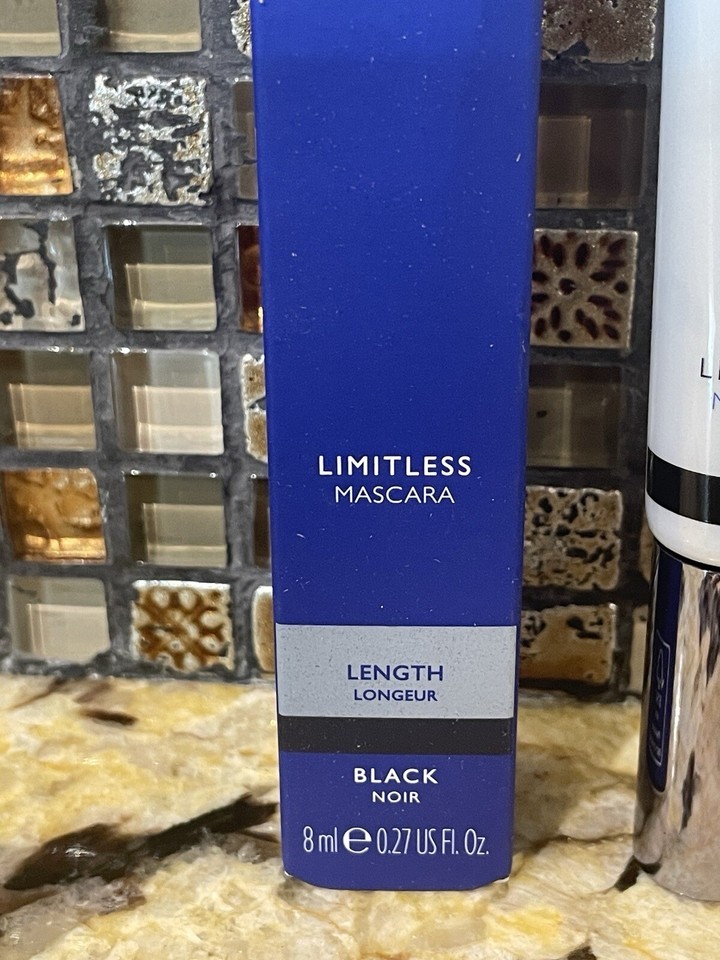 LIMITLESS
MASCARA
LENGTH
LONGEUR
BLACK
NOIR
8 ml e 0.27 US Fl. Oz.